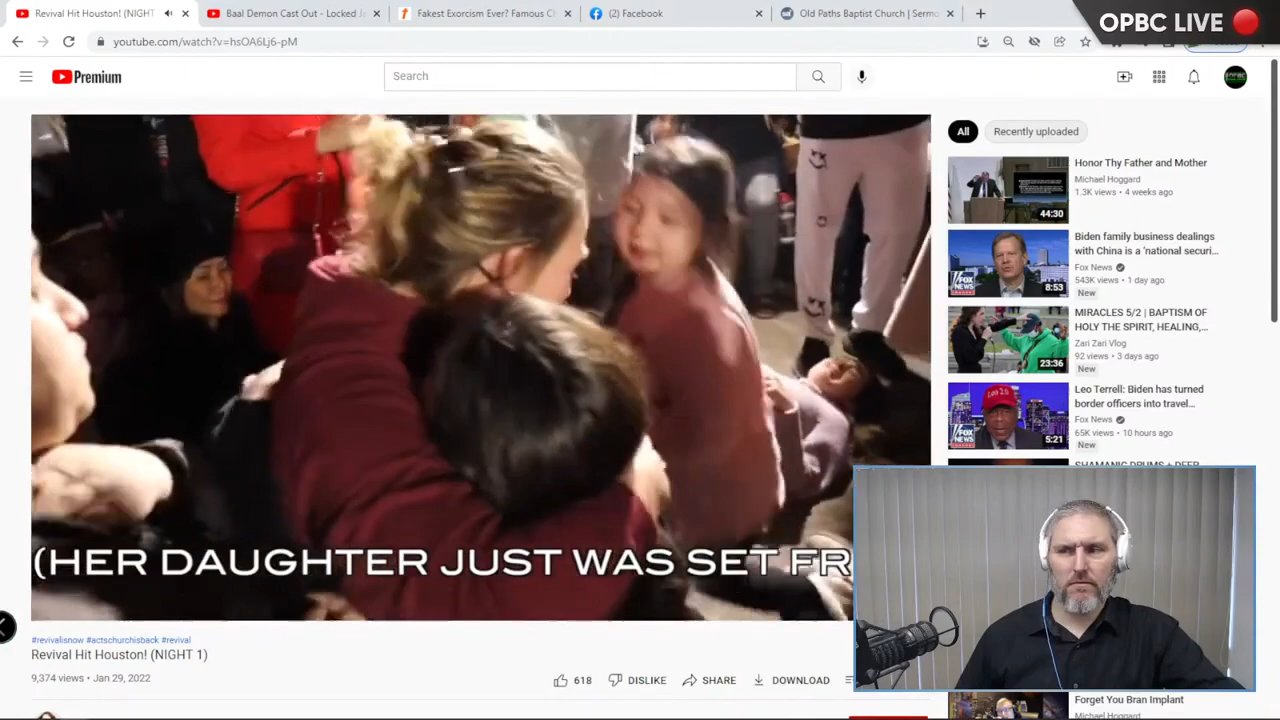 Revival Hit Houston! (NIGHT
Baal Demon Cast Out - Locked Ja
Fakest Exorcism Ever? Famous C
(2) Facebook
Old Paths Baptist Church | Sermo
OPBC LIVE
youtube.com/watch?v=hsOA6Lj6-pM
Premium
Search
All
Recently uploaded
Honor Thy Father and Mother
Michael Hoggard
1.3K views • 4 weeks ago
44:30
Biden family business dealings
with China is a 'national securi...
Fox News
543K views • 1 day ago
New
8:53
MIRACLES 5/2 | BAPTISM OF
HOLY THE SPIRIT, HEALING,...
Zari Zari Vlog
92 views • 3 days ago
New
23:36
Leo Terrell: Biden has turned
border officers into travel...
Fox News
65K views • 10 hours ago
New
5:21
SHAMANIC DRUMS + DEEP
(HER DAUGHTER JUST WAS SET FR
#revivalisnow #actschurchisback #revival
Revival Hit Houston! (NIGHT 1)
9,374 views • Jan 29, 2022
618
DISLIKE
SHARE
DOWNLOAD
Forget You Bran Implant
Michael Hoggard